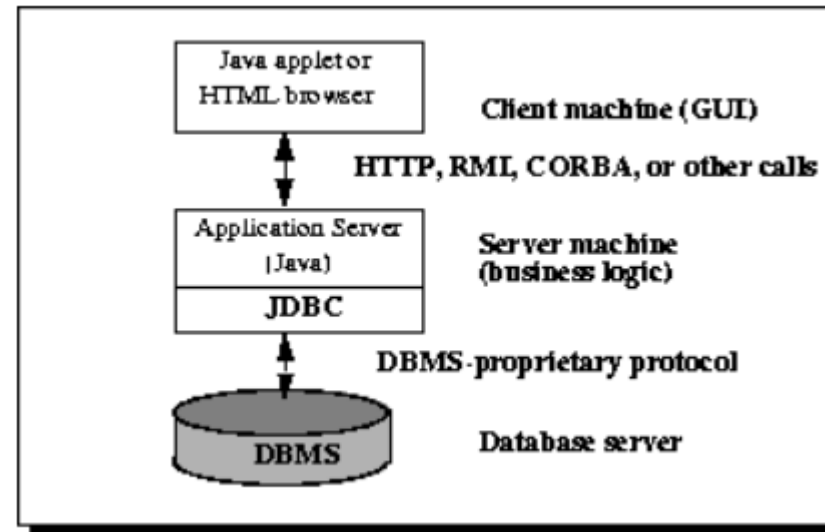 Java applet or
HTML browser
Client machine (GUI)
HTTP, RMI, CORBA, or other calls
Application Server
(Java)
JDBC
Server machine
(business logic)
DBMS-proprietary protocol
DBMS
Database server